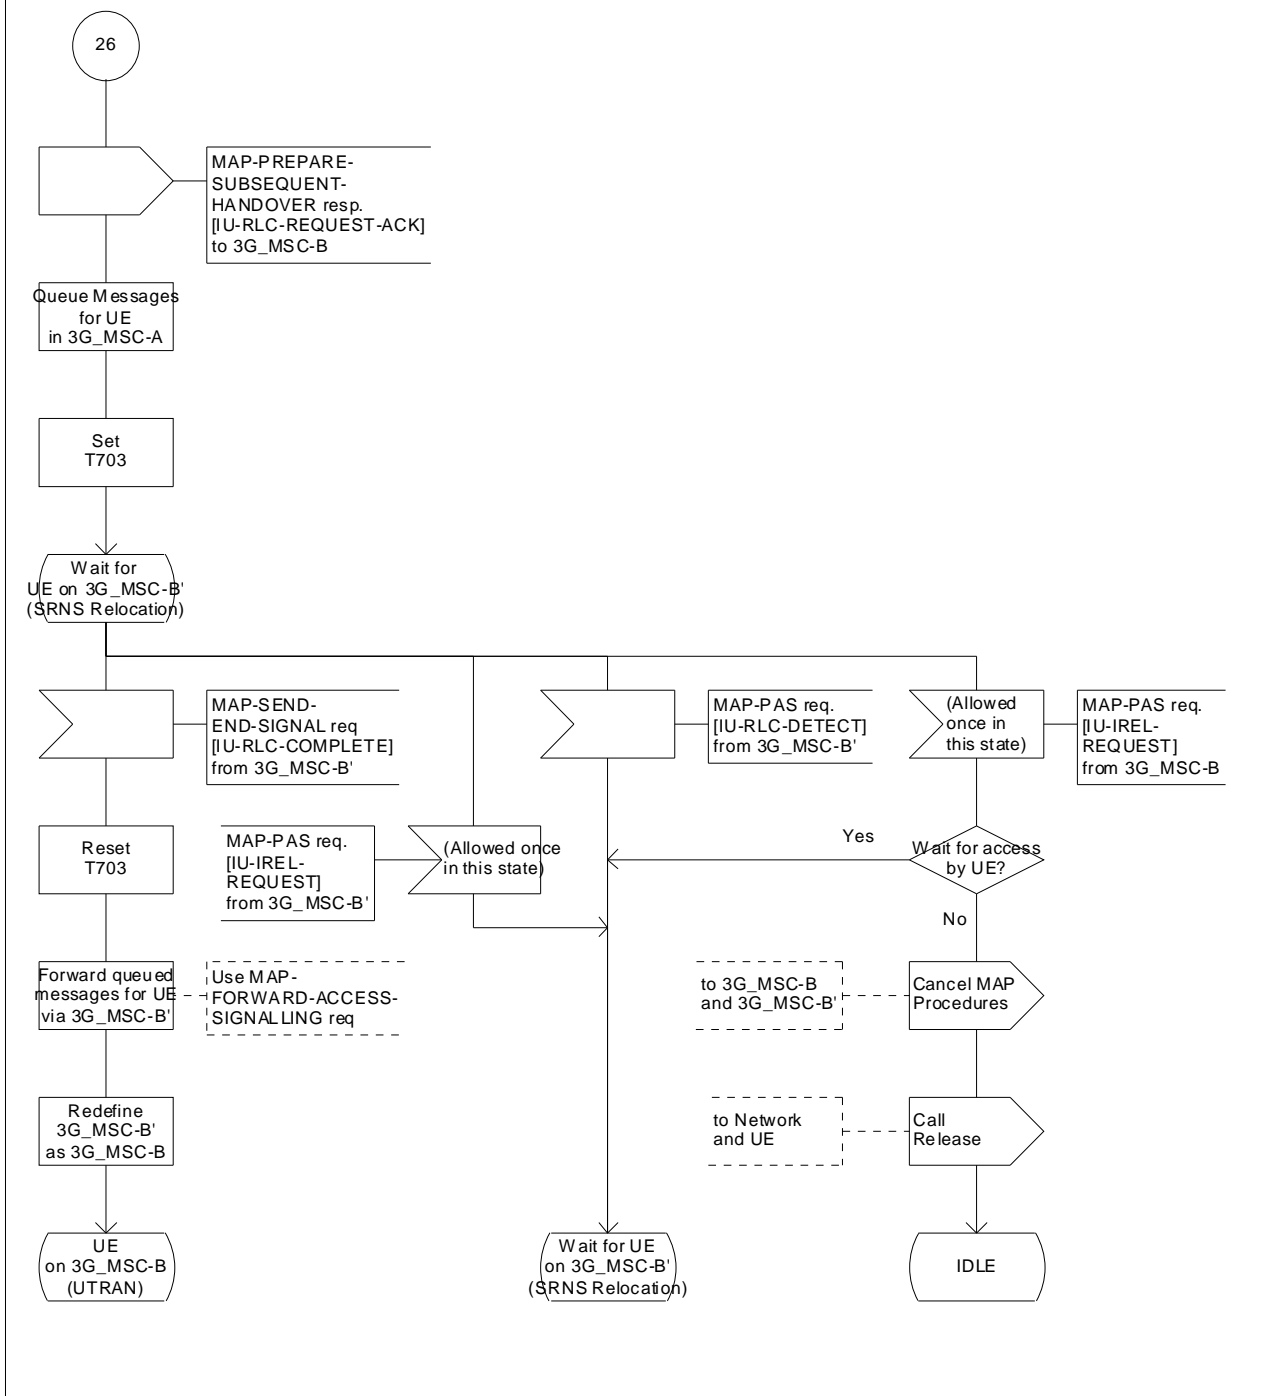 26
MAP-PREPARE-
SUBSEQUENT-
HANDOVER resp.
[IU-RLC-REQUEST-ACK]
to 3G_MSC-B
Queue Messages
for UE
in 3G_MSC-A
Set
T703
Wait for
UE on 3G_MSC-B'
(SRNS Relocation)
MAP-SEND-
END-SIGNAL req
[IU-RLC-COMPLETE]
from 3G_MSC-B'
MAP-PAS req.
[IU-RLC-DETECT]
from 3G_MSC-B'
(Allowed
once in
this state)
MAP-PAS req.
[IU-IREL-
REQUEST]
from 3G_MSC-B
Reset
T703
MAP-PAS req.
[IU-IREL-
REQUEST]
from 3G_MSC-B'
(Allowed once
in this state)
Yes
Wait for access
by UE?
No
Forward queued
messages for UE
via 3G_MSC-B'
Use MAP-
FORWARD-ACCESS-
SIGNALLING req
to 3G_MSC-B
and 3G_MSC-B'
Cancel MAP
Procedures
Redefine
3G_MSC-B'
as 3G_MSC-B
to Network
and UE
Call
Release
UE
on 3G_MSC-B
(UTRAN)
Wait for UE
on 3G_MSC-B'
(SRNS Relocation)
IDLE